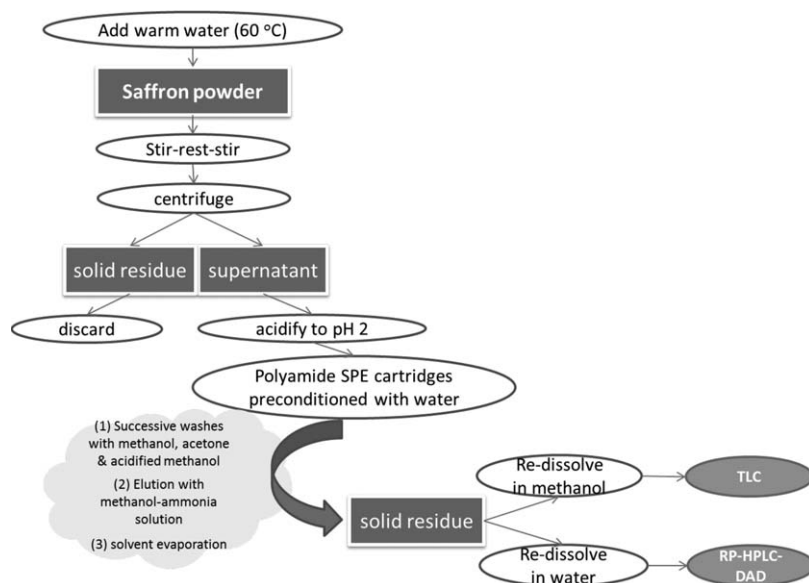 Add warm water (60 °C)
Saffron powder
Stir-rest-stir
centrifuge
solid residue
supernatant
discard
acidify to pH 2
Polyamide SPE cartridges
preconditioned with water
(1) Successive washes
with methanol, acetone
& acidified methanol
(2) Elution with
methanol-ammonia
solution
(3) solvent evaporation
solid residue
Re-dissolve
in methanol
TLC
Re-dissolve
in water
RP-HPLC-
DAD